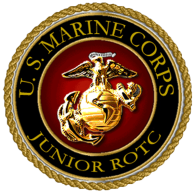 U. S. MARINE CORPS
JUNIOR ROTC